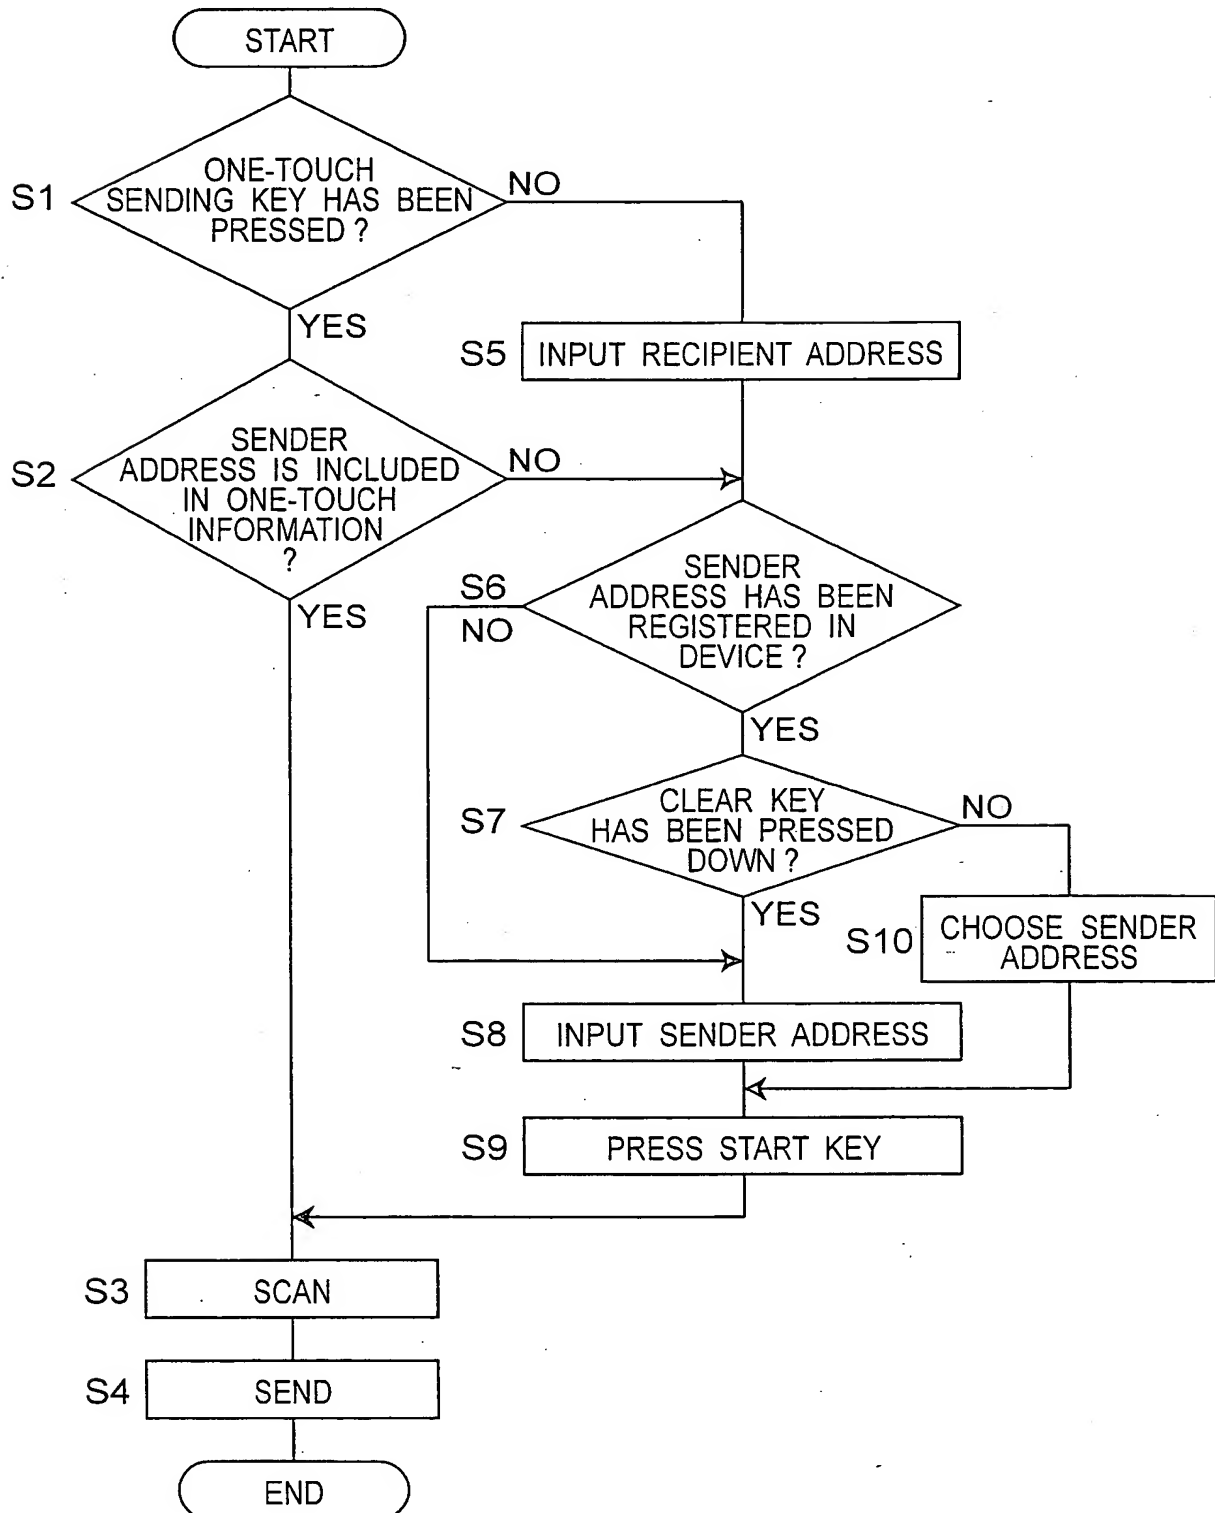 START
S1
ONE-TOUCH
SENDING KEY HAS BEEN
PRESSED ?
NO
YES
S5
INPUT RECIPIENT ADDRESS
S2
SENDER
ADDRESS IS INCLUDED
IN ONE-TOUCH
INFORMATION
?
NO
YES
S6
NO
SENDER
ADDRESS HAS BEEN
REGISTERED IN
DEVICE ?
YES
S7
CLEAR KEY
HAS BEEN PRESSED
DOWN ?
NO
YES
S10
CHOOSE SENDER
ADDRESS
S8
INPUT SENDER ADDRESS
S9
PRESS START KEY
S3
SCAN
S4
SEND
END